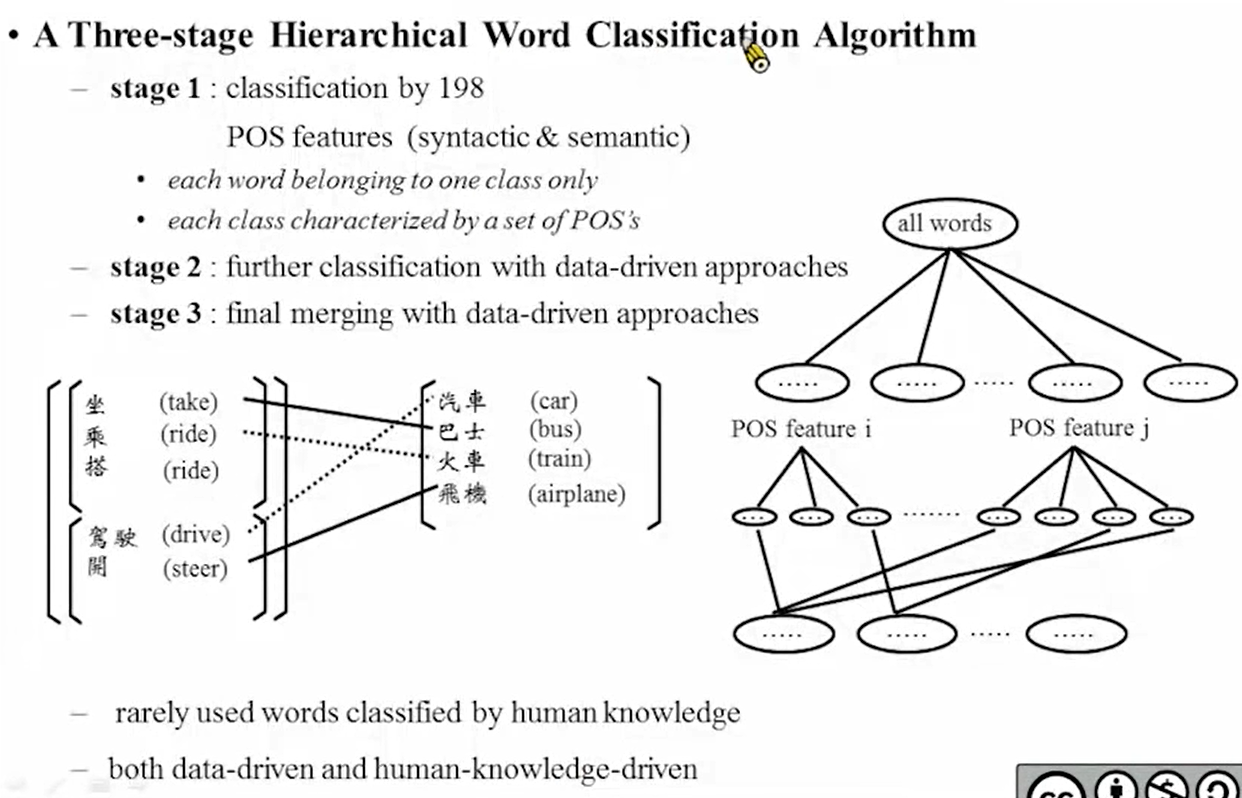 • A Three-stage Hierarchical Word Classification Algorithm
– stage 1 : classification by 198
POS features (syntactic & semantic)
• each word belonging to one class only
• each class characterized by a set of POS's
– stage 2 : further classification with data-driven approaches
– stage 3 : final merging with data-driven approaches
坐 (take)
乘 (ride)
搭 (ride)
駕駛 (drive)
開 (steer)
汽車 (car)
巴士 (bus)
火車 (train)
飛機 (airplane)
all words
..... ..... ..... ..... .....
POS feature i POS feature j
..... ..... ..... .....
– rarely used words classified by human knowledge
– both data-driven and human-knowledge-driven
cc